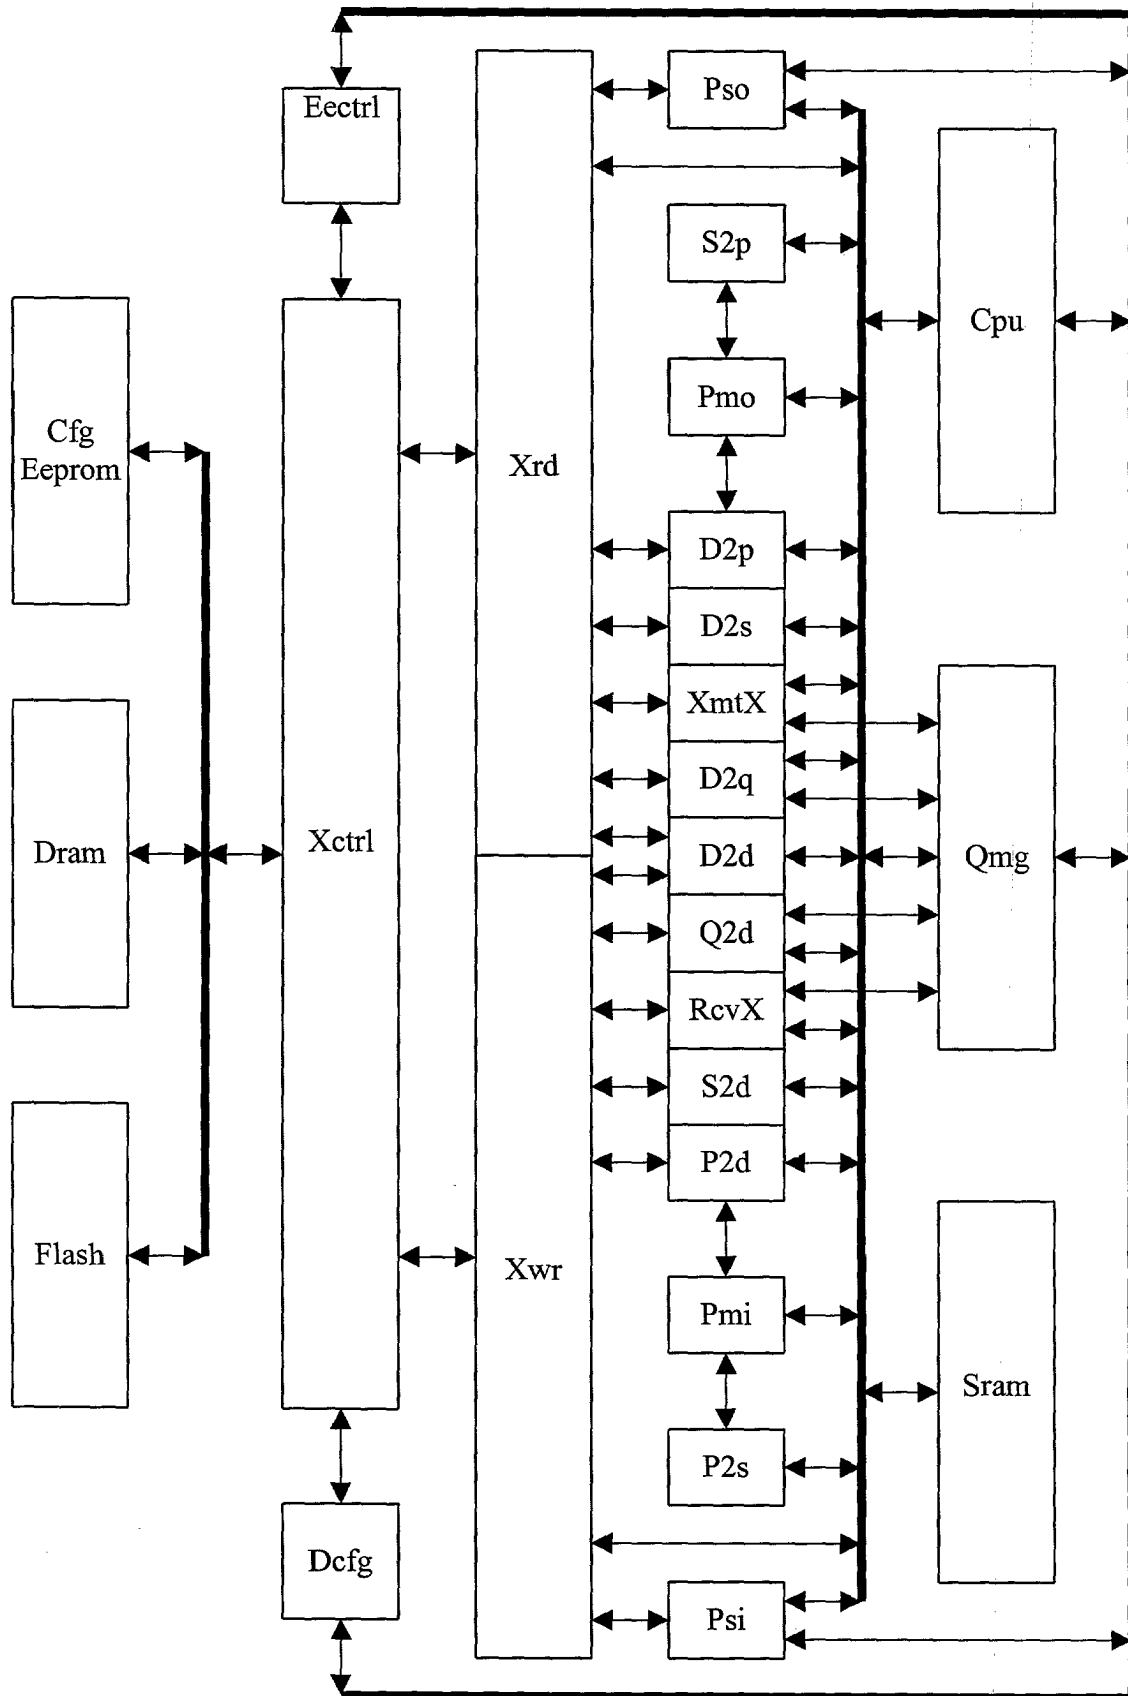 Eectrl
Pso
S2p
Cpu
Cfg
Eeprom
Pmo
Xrd
D2p
D2s
XmtX
D2q
Dram
Xctrl
D2d
Qmg
Q2d
RcvX
S2d
P2d
Flash
Xwr
Pmi
Sram
P2s
Dcfg
Psi